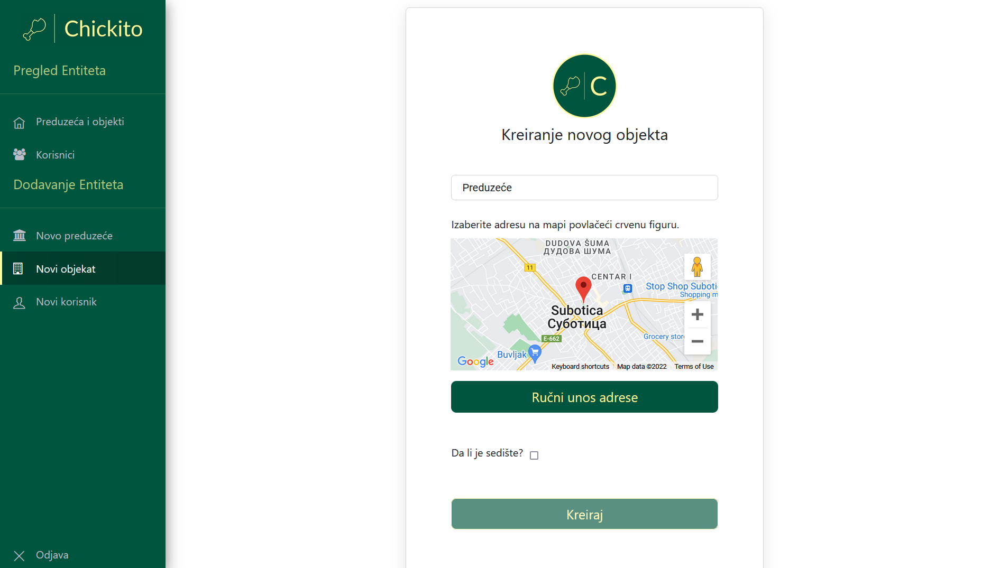 Chickito
Pregled Entiteta
Preduzeća i objekti
Korisnici
Dodavanje Entiteta
Novo preduzeće
Novi objekat
Novi korisnik
Odjava
C
Kreiranje novog objekta
Preduzeće
Izaberite adresu na mapi povlačeći crvenu figuru.
DUDOVA ŠUMA
ДУДОВА ШУМА
11
CENTAR I
Stop Shop Suboti
Shopping m
Subotica
Суботица
Grocery stor
E-662
Buvljak
Google
Keyboard shortcuts Map data ©2022 Terms of Use
Ručni unos adrese
Da li je sedište?
Kreiraj